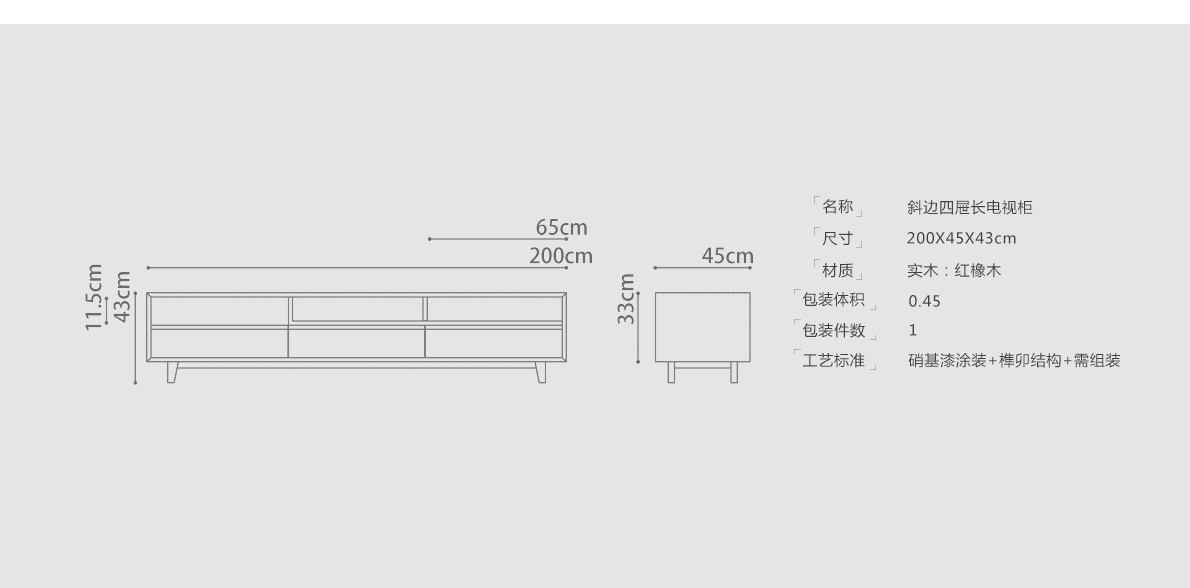 65cm
200cm
11.5cm
43cm
45cm
33cm
「名称」 斜边四屉长电视柜
「尺寸」 200X45X43cm
「材质」 实木：红橡木
「包装体积」 0.45
「包装件数」 1
「工艺标准」 硝基漆涂装+榫卯结构+需组装